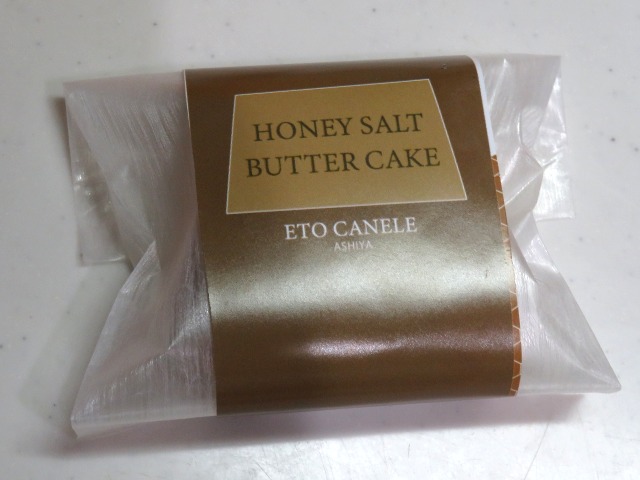 HONEY SALT
BUTTER CAKE
ETO CANELE
ASHIYA